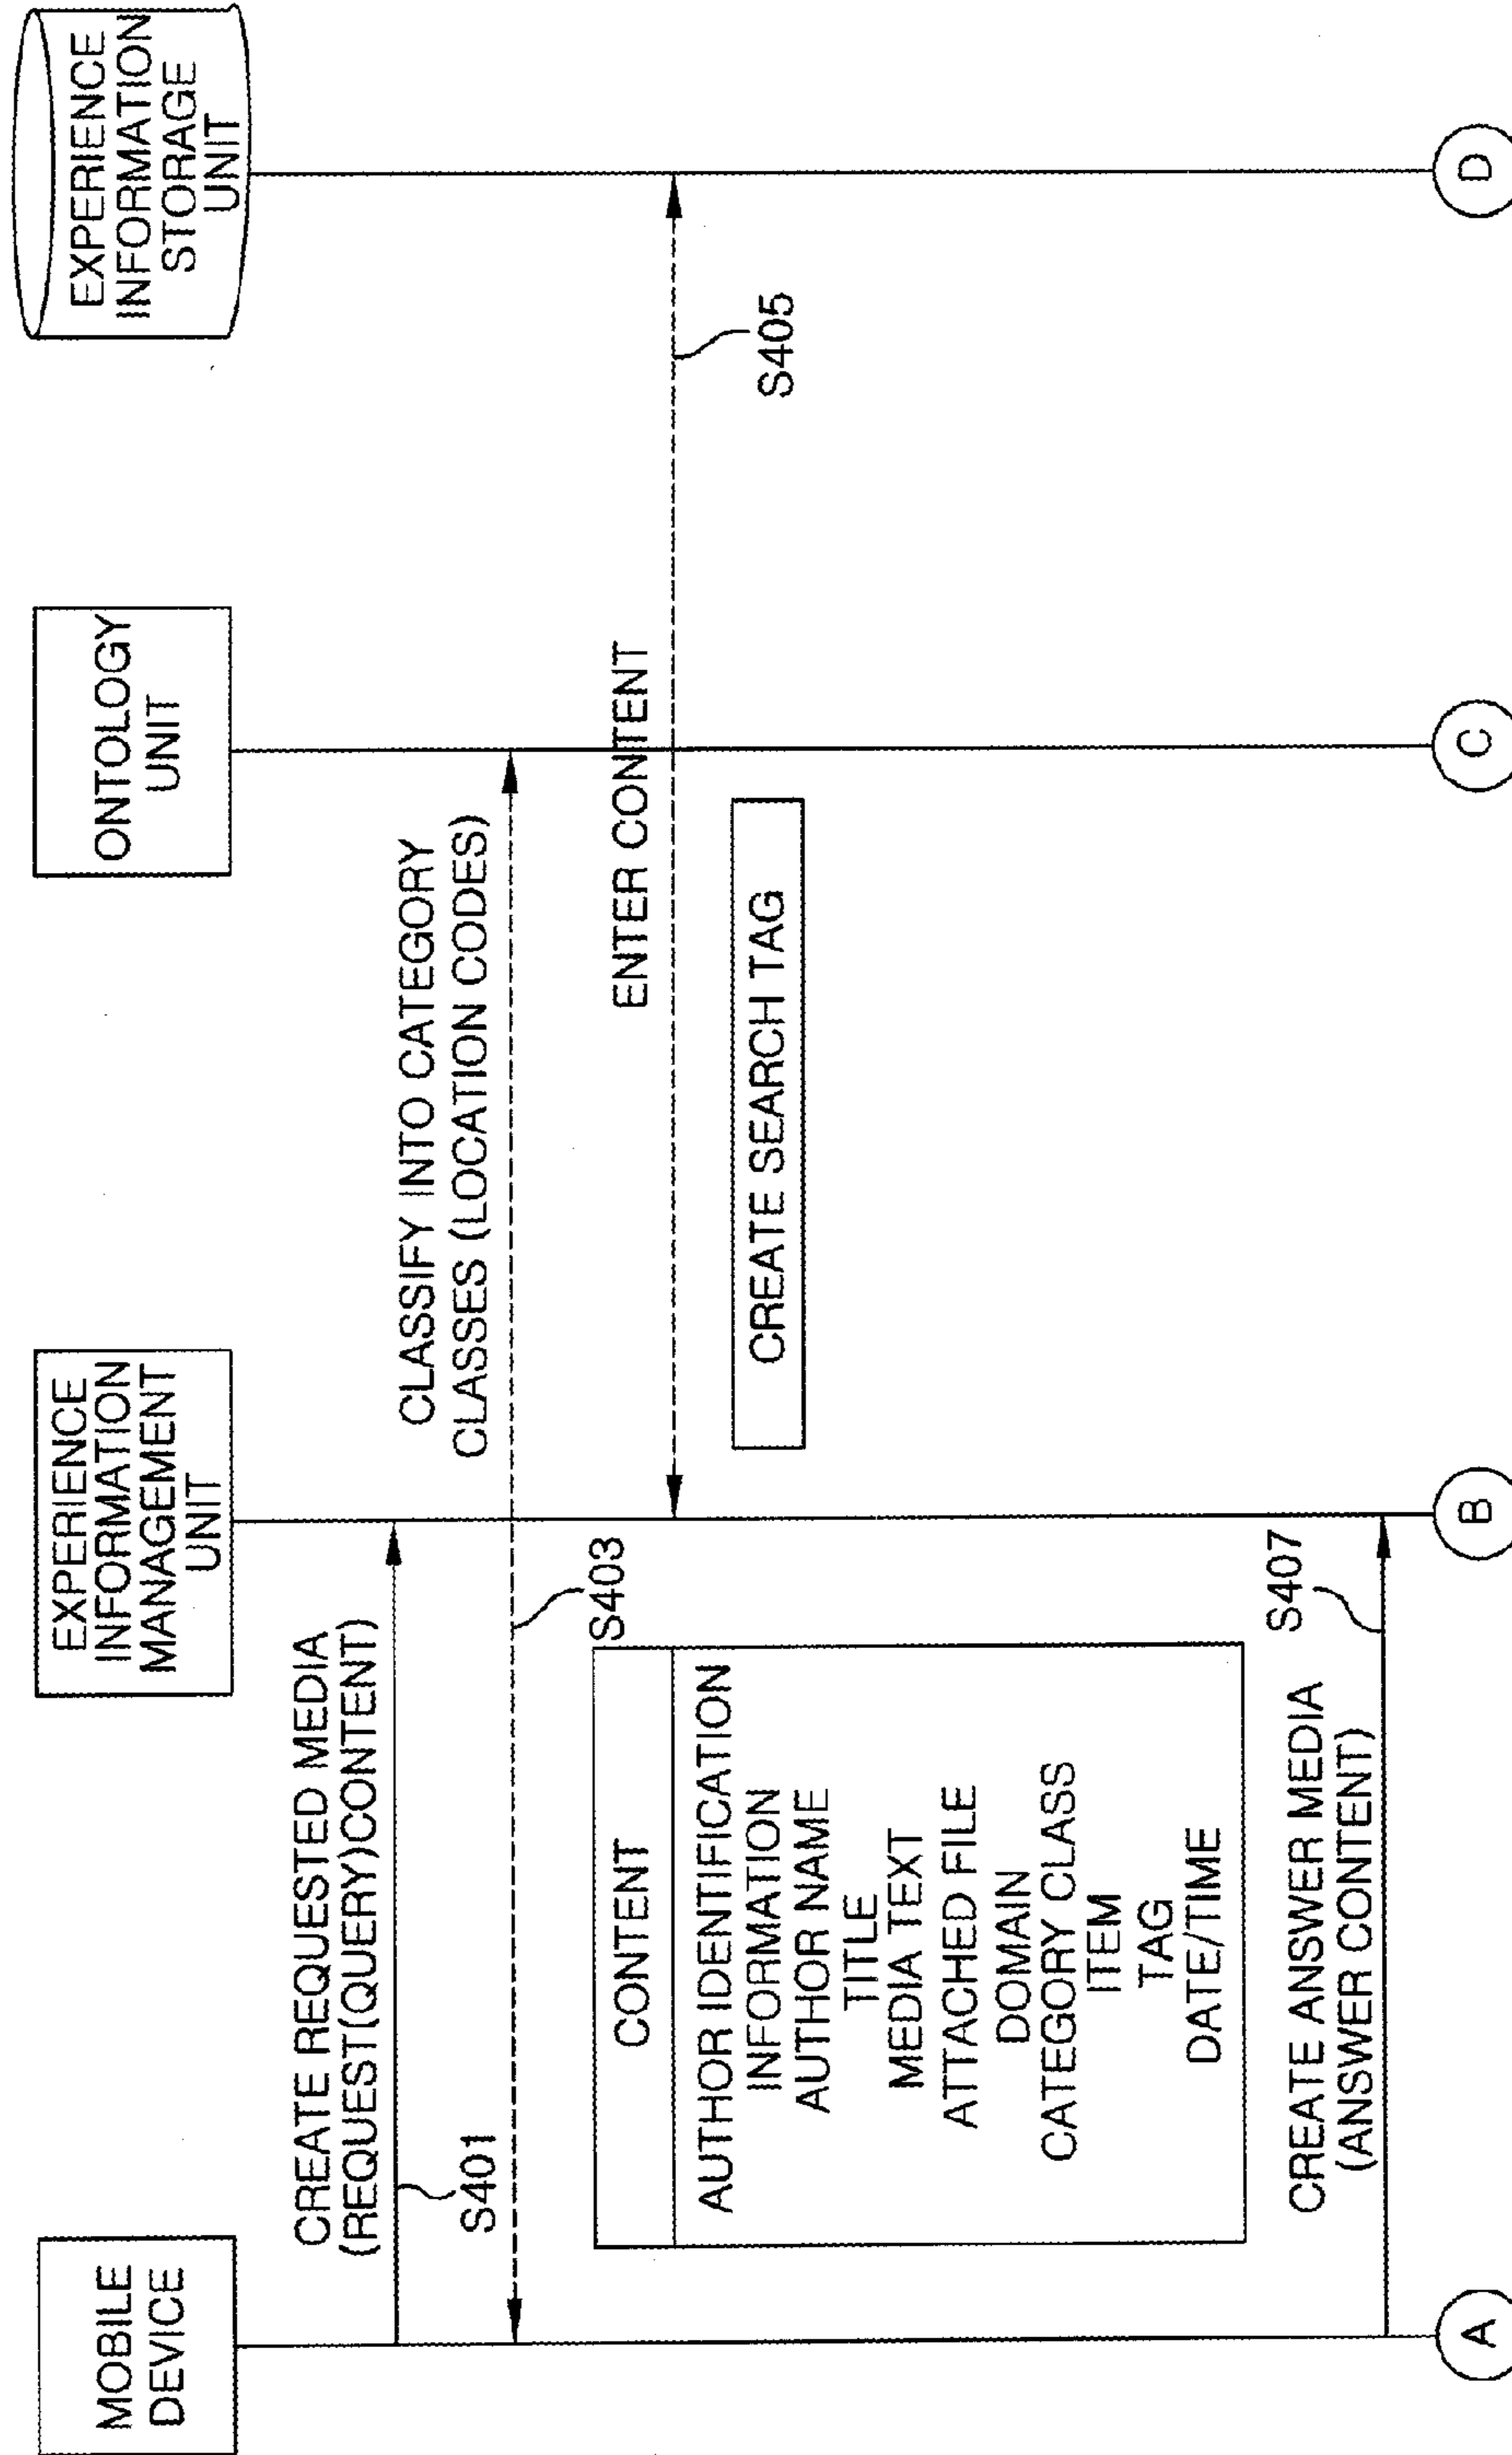 MOBILE
DEVICE
EXPERIENCE
INFORMATION
MANAGEMENT
UNIT
ONTOLOGY
UNIT
EXPERIENCE
INFORMATION
STORAGE
UNIT
CREATE REQUESTED MEDIA
(REQUEST(QUERY)CONTENT)
S401
CLASSIFY INTO CATEGORY
CLASSES (LOCATION CODES)
S403
ENTER CONTENT
S405
CREATE SEARCH TAG
CONTENT
AUTHOR IDENTIFICATION
INFORMATION
AUTHOR NAME
TITLE
MEDIA TEXT
ATTACHED FILE
DOMAIN
CATEGORY CLASS
ITEM
TAG
DATE/TIME
CREATE ANSWER MEDIA
(ANSWER CONTENT)
S407
A
B
C
D